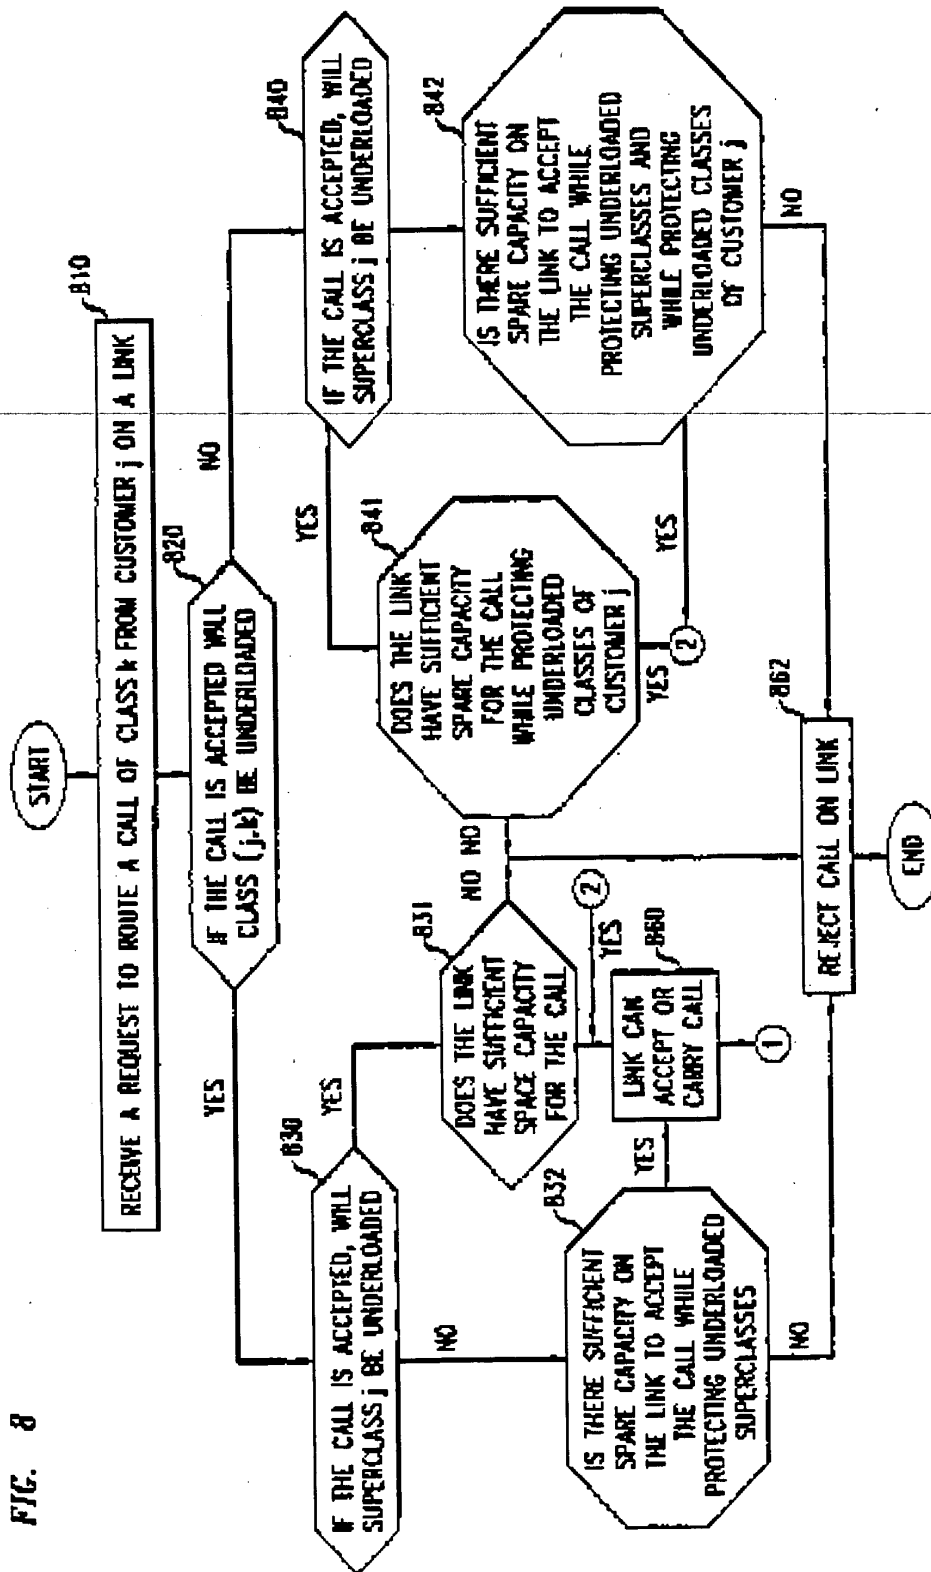 FIG. 8
START
810
RECEIVE A REQUEST TO ROUTE A CALL OF CLASS k FROM CUSTOMER j ON A LINK
820
IF THE CALL IS ACCEPTED WILL
CLASS (j,k) BE UNDERLOADED
YES
NO
830
IF THE CALL IS ACCEPTED, WILL
SUPERCLASS j BE UNDERLOADED
YES
NO
840
IF THE CALL IS ACCEPTED, WILL
SUPERCLASS j BE UNDERLOADED
YES
831
DOES THE LINK
HAVE SUFFICIENT
SPACE CAPACITY
FOR THE CALL
NO
NO
841
DOES THE LINK
HAVE SUFFICIENT
SPARE CAPACITY
FOR THE CALL
WHILE PROTECTING
UNDERLOADED
CLASSES OF
CUSTOMER j
YES
2
YES
842
IS THERE SUFFICIENT
SPARE CAPACITY ON
THE LINK TO ACCEPT
THE CALL WHILE
PROTECTING UNDERLOADED
SUPERCLASSES AND
WHILE PROTECTING
UNDERLOADED CLASSES
OF CUSTOMER j
NO
832
IS THERE SUFFICIENT
SPARE CAPACITY ON
THE LINK TO ACCEPT
THE CALL WHILE
PROTECTING UNDERLOADED
SUPERCLASSES
YES
NO
2
YES
860
LINK CAN
ACCEPT OR
CARRY CALL
1
862
REJECT CALL ON LINK
END